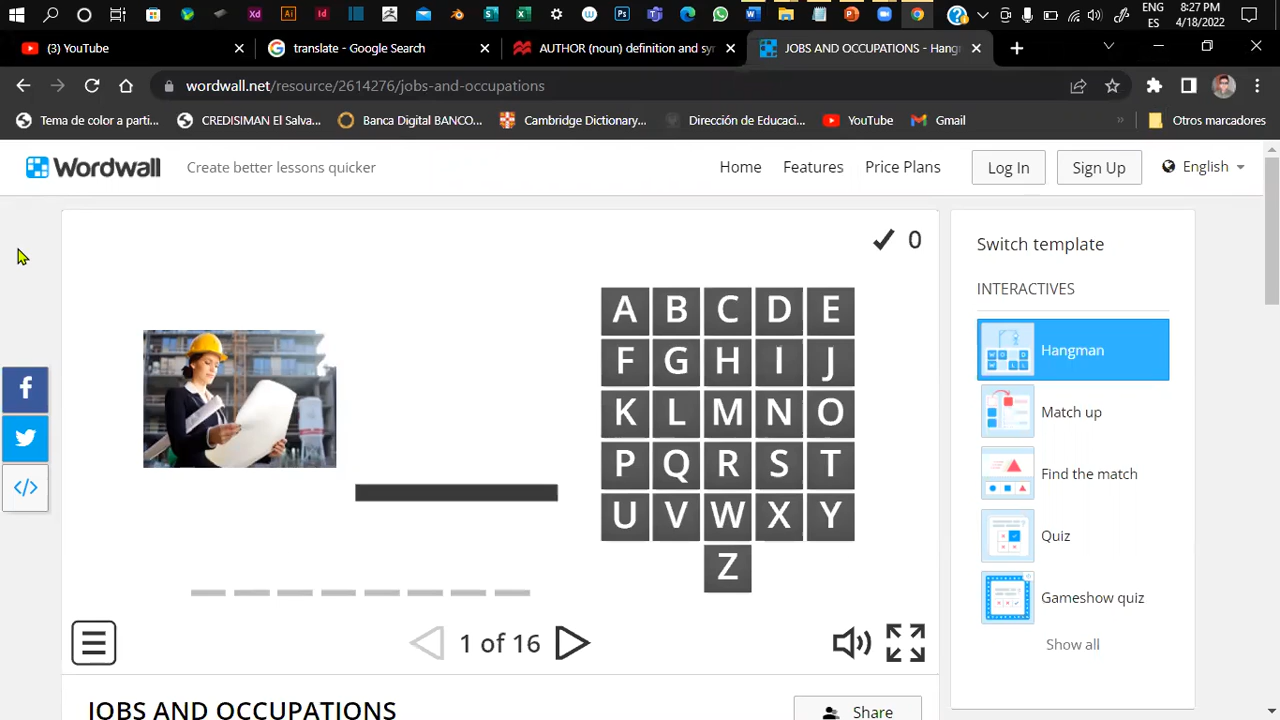 ENG 8:27 PM
ES 4/18/2022
(3) YouTube
translate - Google Search
AUTHOR (noun) definition and sy
JOBS AND OCCUPATIONS - Hang
wordwall.net/resource/2614276/jobs-and-occupations
Tema de color a parti...
CREDISIMAN El Salva...
Banca Digital BANCO...
Cambridge Dictionary...
Dirección de Educaci...
YouTube
Gmail
Otros marcadores
Wordwall
Create better lessons quicker
Home
Features
Price Plans
Log In
Sign Up
English
0
A B C D E
F G H I J
K L M N O
P Q R S T
U V W X Y
Z
1 of 16
Switch template
INTERACTIVES
Hangman
Match up
Find the match
Quiz
Gameshow quiz
Show all
JOBS AND OCCUPATIONS
Share